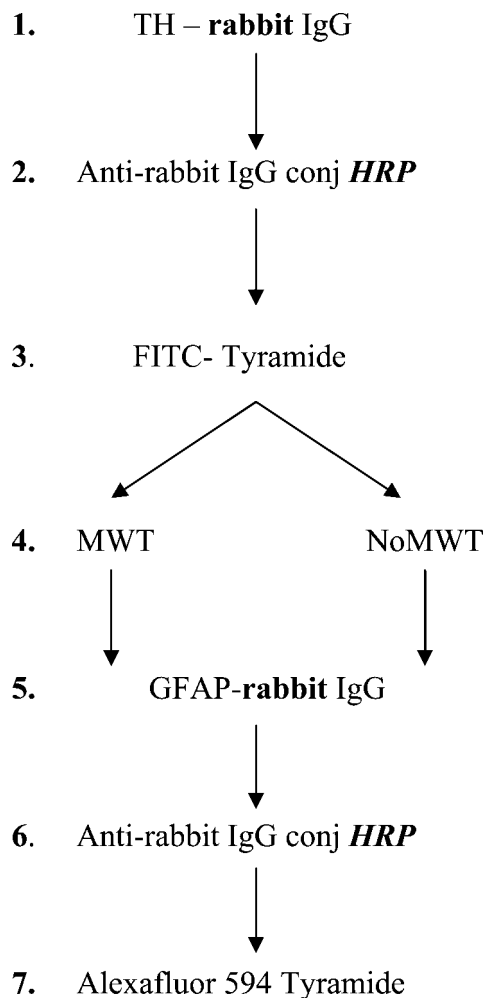 1. TH – rabbit IgG
2. Anti-rabbit IgG conj HRP
3. FITC- Tyramide
4. MWT NoMWT
5. GFAP-rabbit IgG
6. Anti-rabbit IgG conj HRP
7. Alexafluor 594 Tyramide